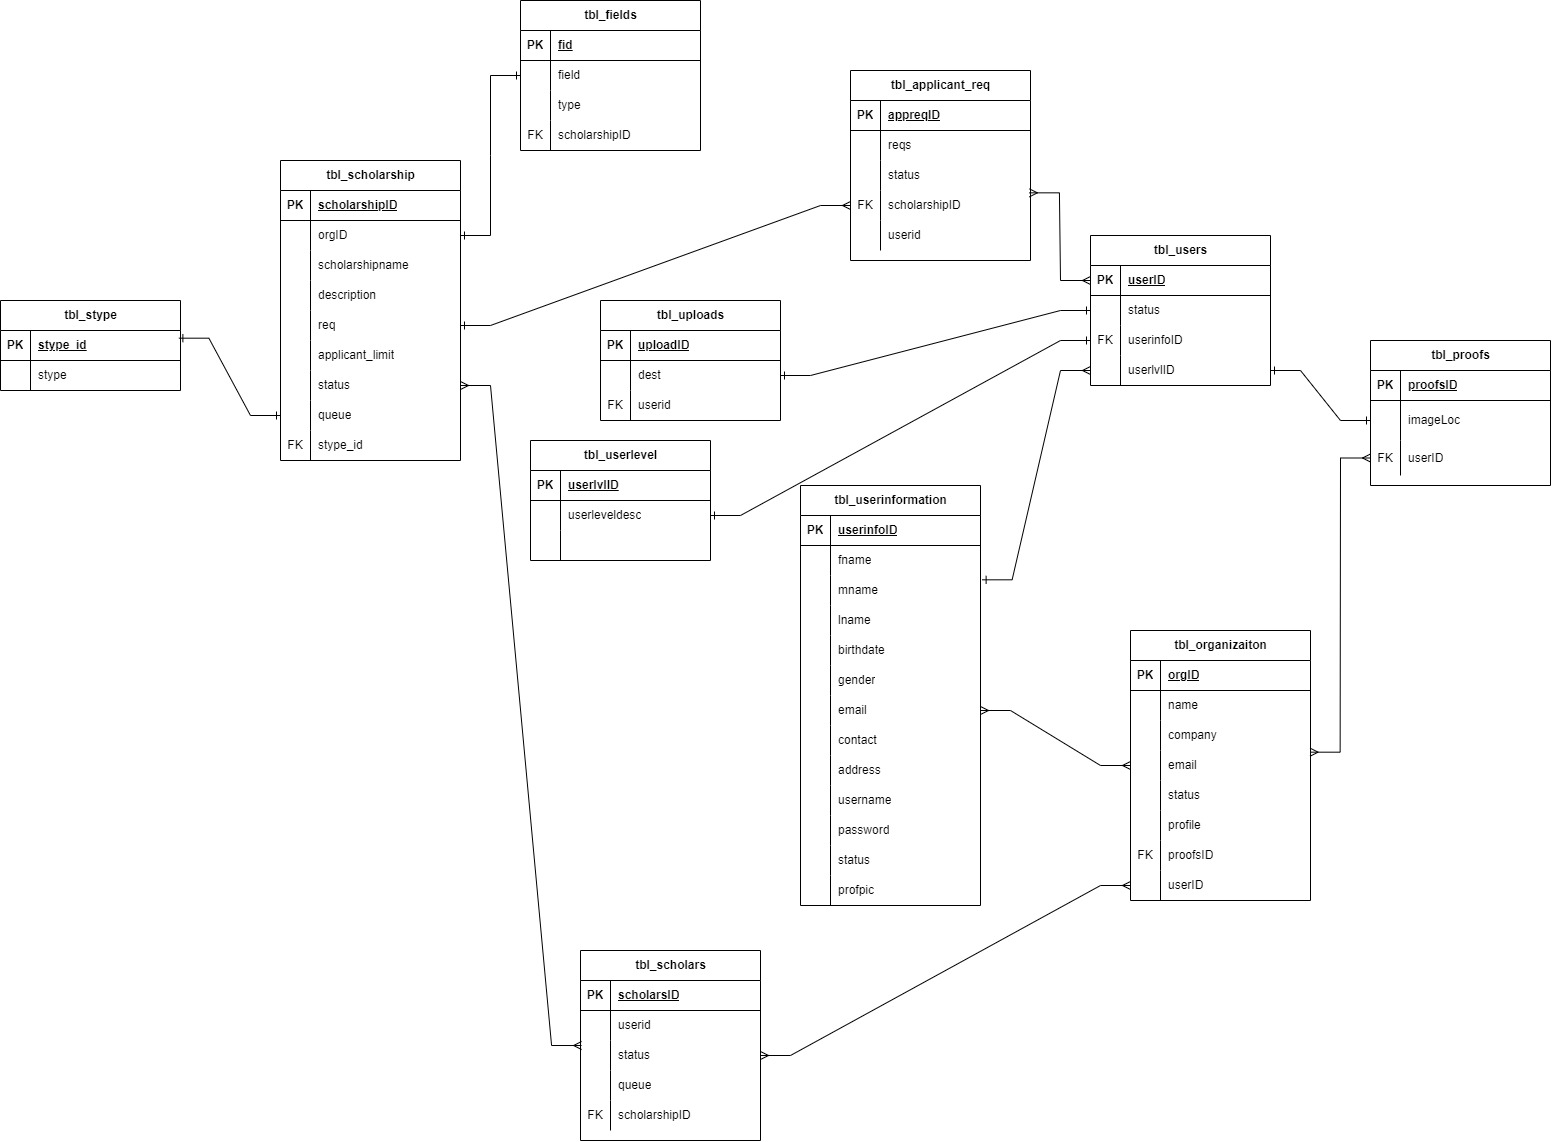 tbl_fields
PK fid
field
type
FK scholarshipID
tbl_applicant_req
PK appreqID
reqs
status
FK scholarshipID
userid
tbl_scholarship
PK scholarshipID
orgID
scholarshipname
description
req
applicant_limit
status
queue
FK stype_id
tbl_users
PK userID
status
FK userinfoID
userlvlID
tbl_stype
PK stype_id
stype
tbl_uploads
PK uploadID
dest
FK userid
tbl_proofs
PK proofsID
imageLoc
FK userID
tbl_userlevel
PK userlvlID
userleveldesc
tbl_userinformation
PK userinfoID
fname
mname
lname
birthdate
gender
email
contact
address
username
password
status
profpic
tbl_organizaiton
PK orgID
name
company
email
status
profile
FK proofsID
userID
tbl_scholars
PK scholarsID
userid
status
queue
FK scholarshipID